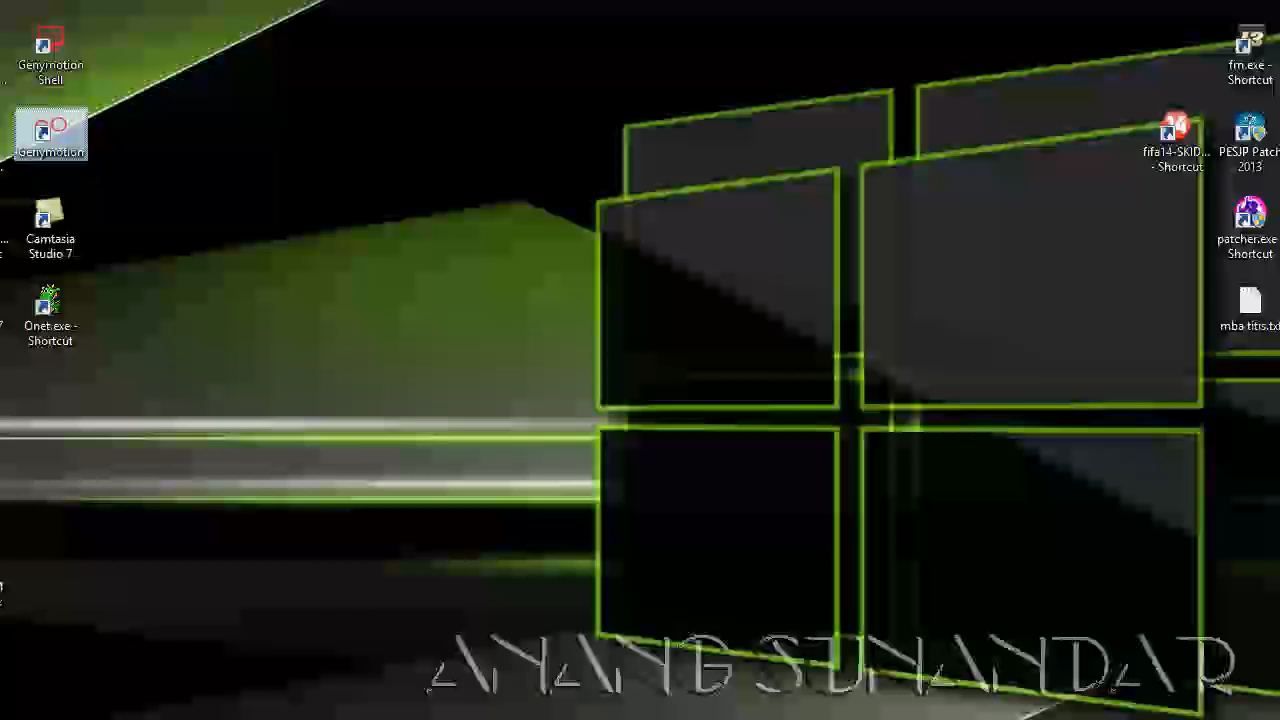 Genymotion
Shell
Genymotion
Camtasia
Studio 7
Onet.exe -
Shortcut
fm.exe -
Shortcut
fifa14-SKID...
- Shortcut
PESJP Patch
2013
patcher.exe
Shortcut
mba titis.txt
AYANG SUNANDAR